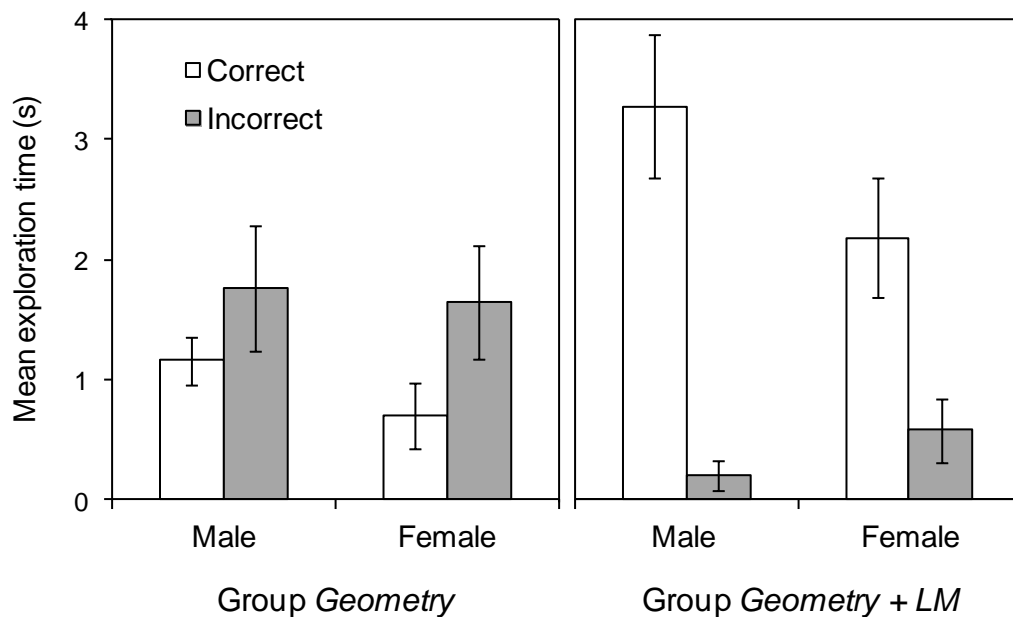 Mean exploration time (s)
4
3
2
1
0
Correct
Incorrect
Male Female
Group Geometry
Male Female
Group Geometry + LM